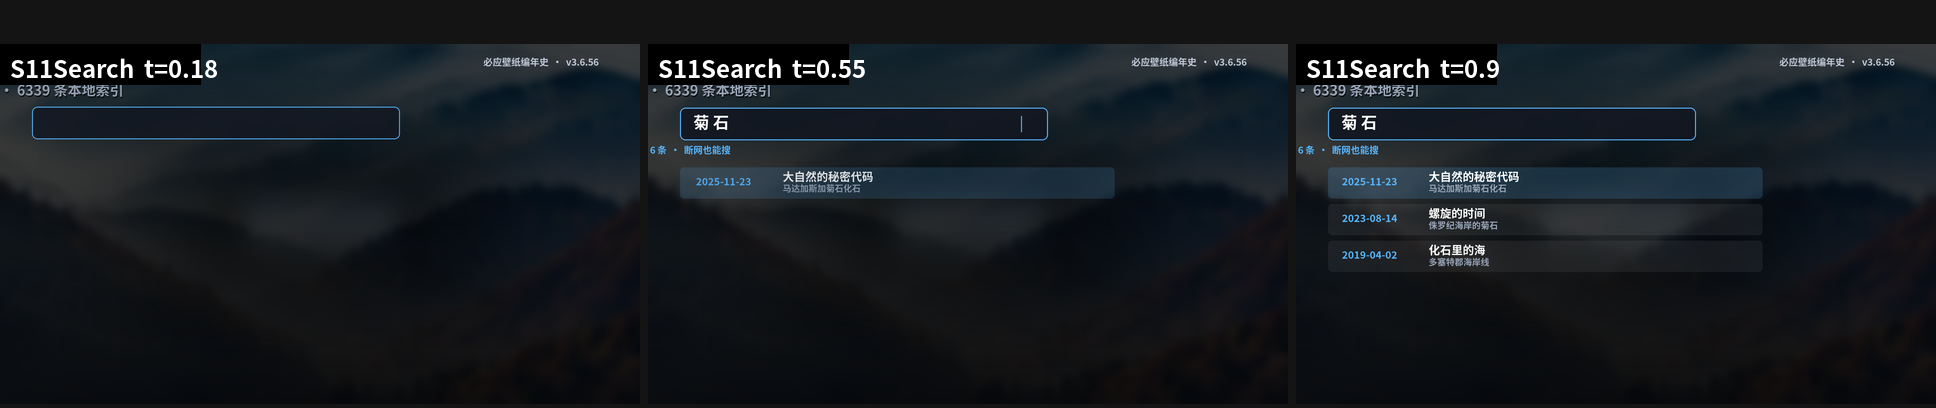 S11Search t=0.18
必应壁纸编年史 · v3.6.56
· 6339 条本地索引
S11Search t=0.55
必应壁纸编年史 · v3.6.56
· 6339 条本地索引
菊石
6 条 · 断网也能搜
2025-11-23
大自然的秘密代码
马达加斯加菊石化石
S11Search t=0.9
必应壁纸编年史 · v3.6.56
· 6339 条本地索引
菊石
6 条 · 断网也能搜
2025-11-23
大自然的秘密代码
马达加斯加菊石化石
2023-08-14
螺旋的时间
侏罗纪海岸的菊石
2019-04-02
化石里的海
多塞特郡海岸线